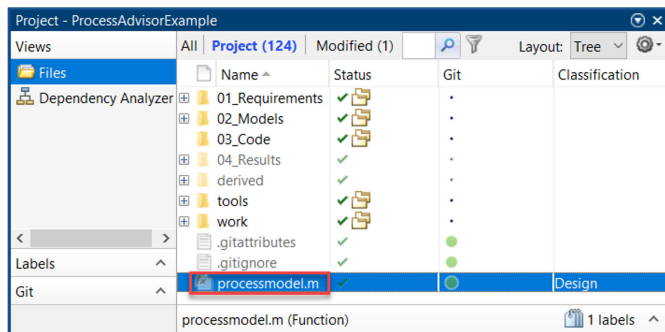 Project - ProcessAdvisorExample
Views
All Project (124) Modified (1) Layout: Tree
Files
Dependency Analyzer
Name Status Git Classification
01_Requirements
02_Models
03_Code
04_Results
derived
tools
work
.gitattributes
.gitignore
processmodel.m Design
Labels
Git
processmodel.m (Function) 1 labels